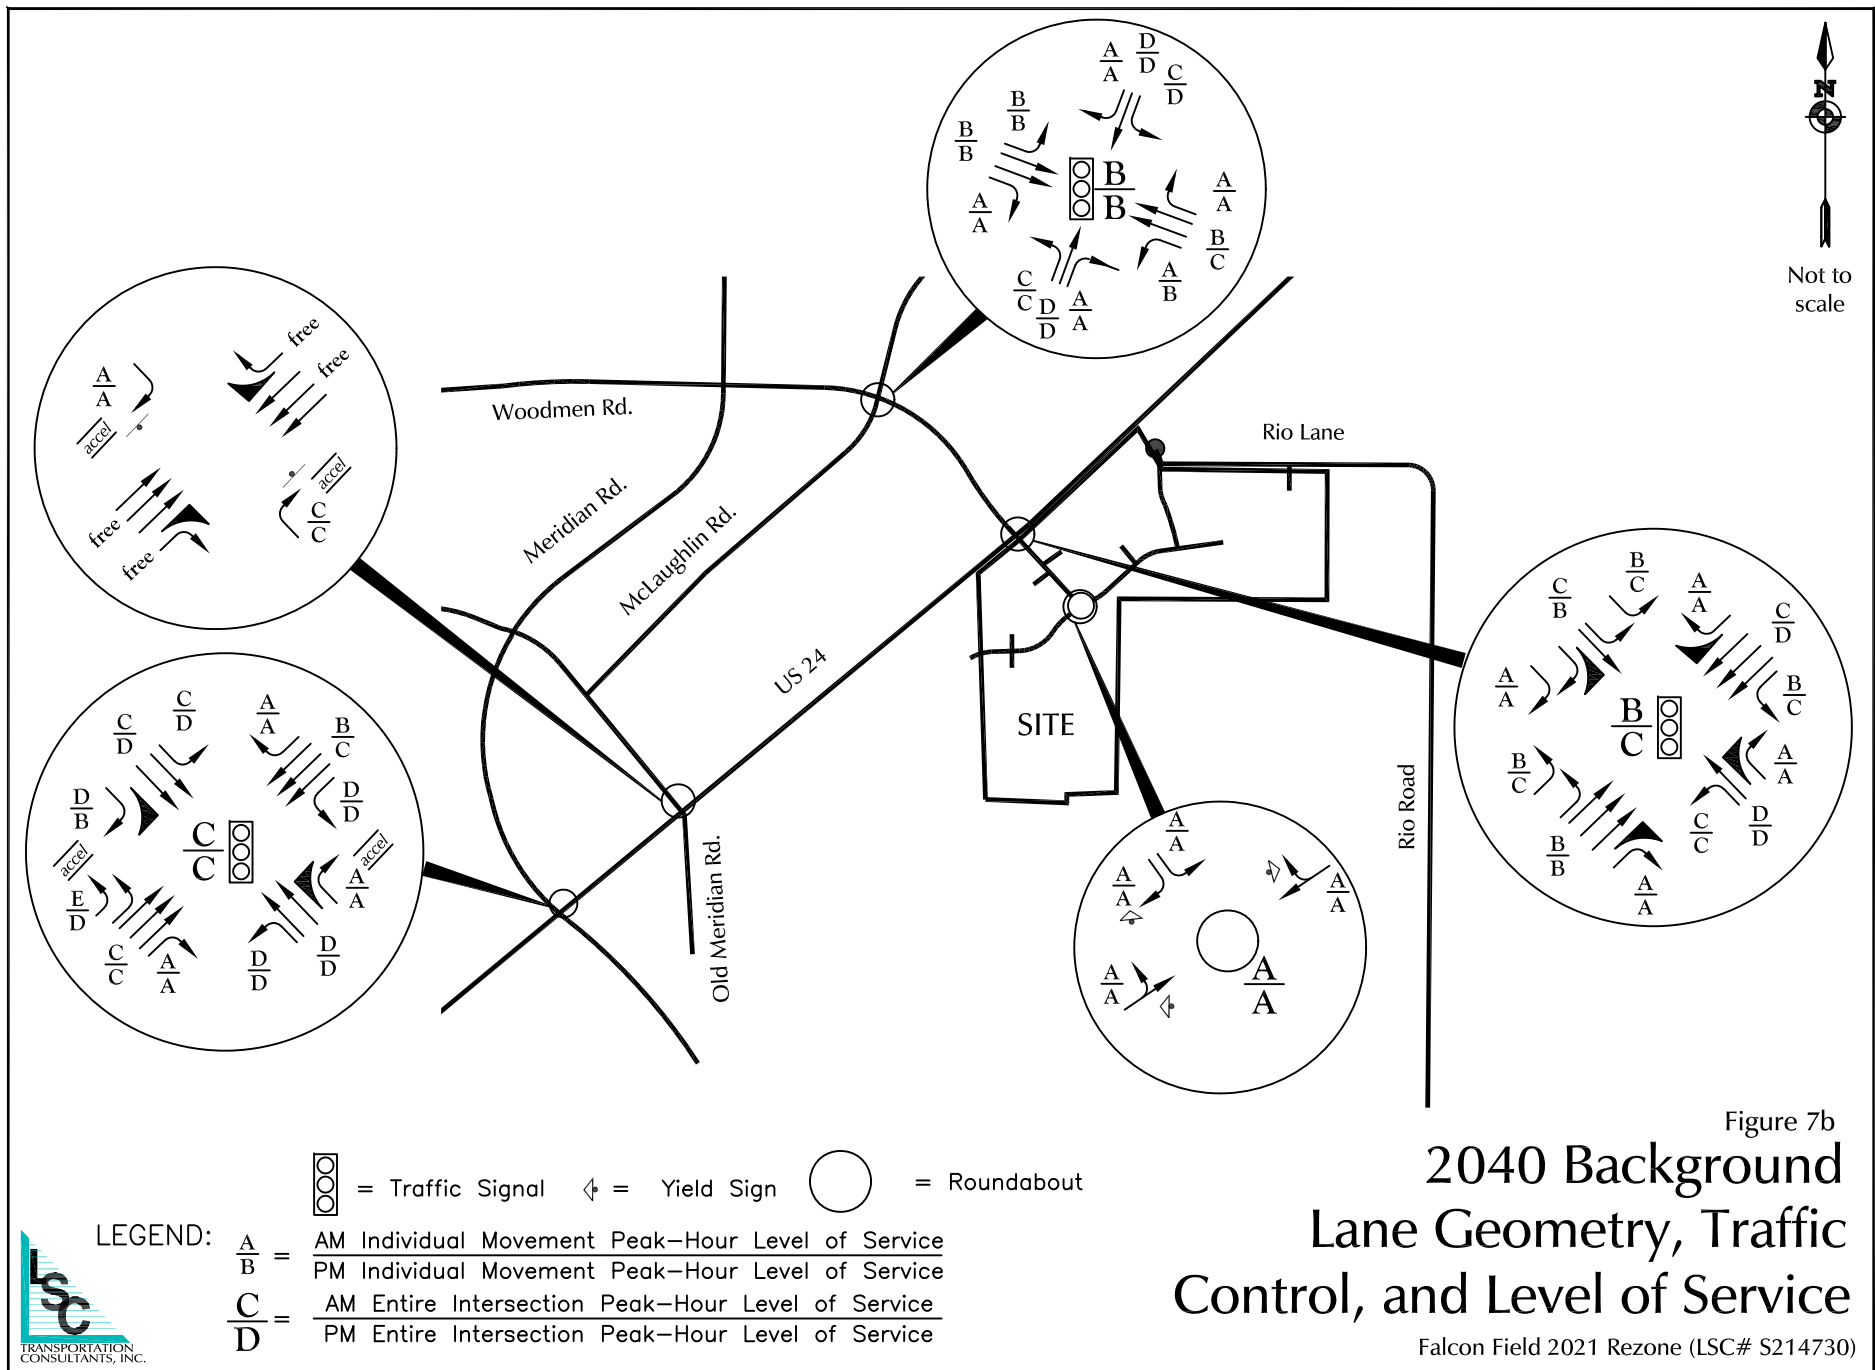 A
A
D
D
C
D
B
B
B
B
A
A
B
B
A
A
B
C
A
B
C
C
D
D
A
A
N
Not to
scale
free
free
A
A
accel
accel
C
C
free
free
Woodmen Rd.
Meridian Rd.
McLaughlin Rd.
US 24
Rio Lane
SITE
Rio Road
Old Meridian Rd.
B
C
C
B
A
A
C
D
A
A
B
C
B
C
B
C
A
A
C
C
D
D
B
B
A
A
C
D
C
D
A
A
B
C
D
D
D
B
accel
C
C
accel
A
A
E
D
C
C
A
A
D
D
D
D
A
A
A
A
A
A
A
A
A
A
Figure 7b
2040 Background
Lane Geometry, Traffic
Control, and Level of Service
Falcon Field 2021 Rezone (LSC# S214730)
= Traffic Signal
= Yield Sign
= Roundabout
LEGEND:
A
B
=
AM Individual Movement Peak-Hour Level of Service
PM Individual Movement Peak-Hour Level of Service
C
D
=
AM Entire Intersection Peak-Hour Level of Service
PM Entire Intersection Peak-Hour Level of Service
LSC
TRANSPORTATION
CONSULTANTS, INC.